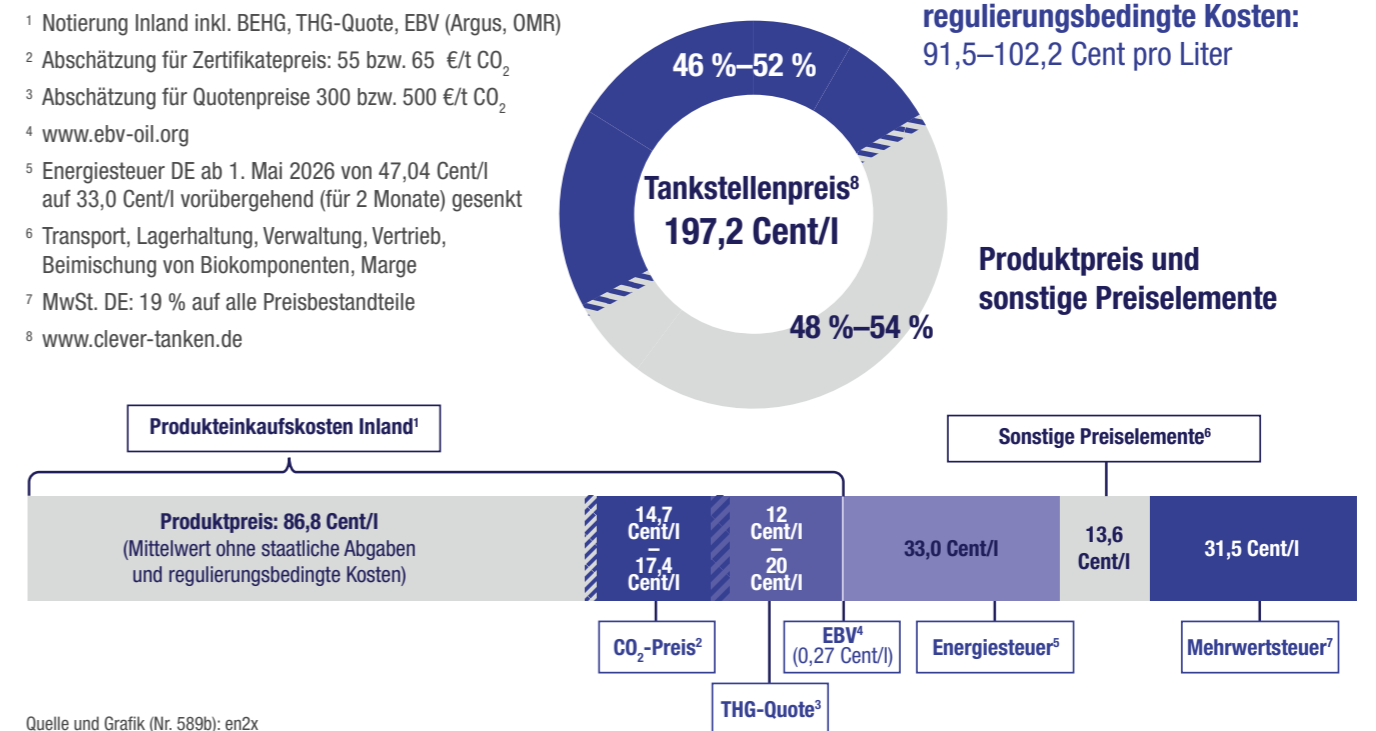 ¹ Notierung Inland inkl. BEHG, THG-Quote, EBV (Argus, OMR)
² Abschätzung für Zertifikatepreis: 55 bzw. 65 €/t CO₂
³ Abschätzung für Quotenpreise 300 bzw. 500 €/t CO₂
⁴ www.ebv-oil.org
⁵ Energiesteuer DE ab 1. Mai 2026 von 47,04 Cent/l
auf 33,0 Cent/l vorübergehend (für 2 Monate) gesenkt
⁶ Transport, Lagerhaltung, Verwaltung, Vertrieb,
Beimischung von Biokomponenten, Marge
⁷ MwSt. DE: 19 % auf alle Preisbestandteile
⁸ www.clever-tanken.de
46 %–52 %
Tankstellenpreis⁸
197,2 Cent/l
48 %–54 %
regulierungsbedingte Kosten:
91,5–102,2 Cent pro Liter
Produktpreis und
sonstige Preiselemente
Produkteinkaufskosten Inland¹
Sonstige Preiselemente⁶
Produktpreis: 86,8 Cent/l
(Mittelwert ohne staatliche Abgaben
und regulierungsbedingte Kosten)
14,7
Cent/l
–
17,4
Cent/l
12
Cent/l
–
20
Cent/l
33,0 Cent/l
13,6
Cent/l
31,5 Cent/l
CO₂-Preis²
EBV⁴
(0,27 Cent/l)
Energiesteuer⁵
Mehrwertsteuer⁷
THG-Quote³
Quelle und Grafik (Nr. 589b): en2x